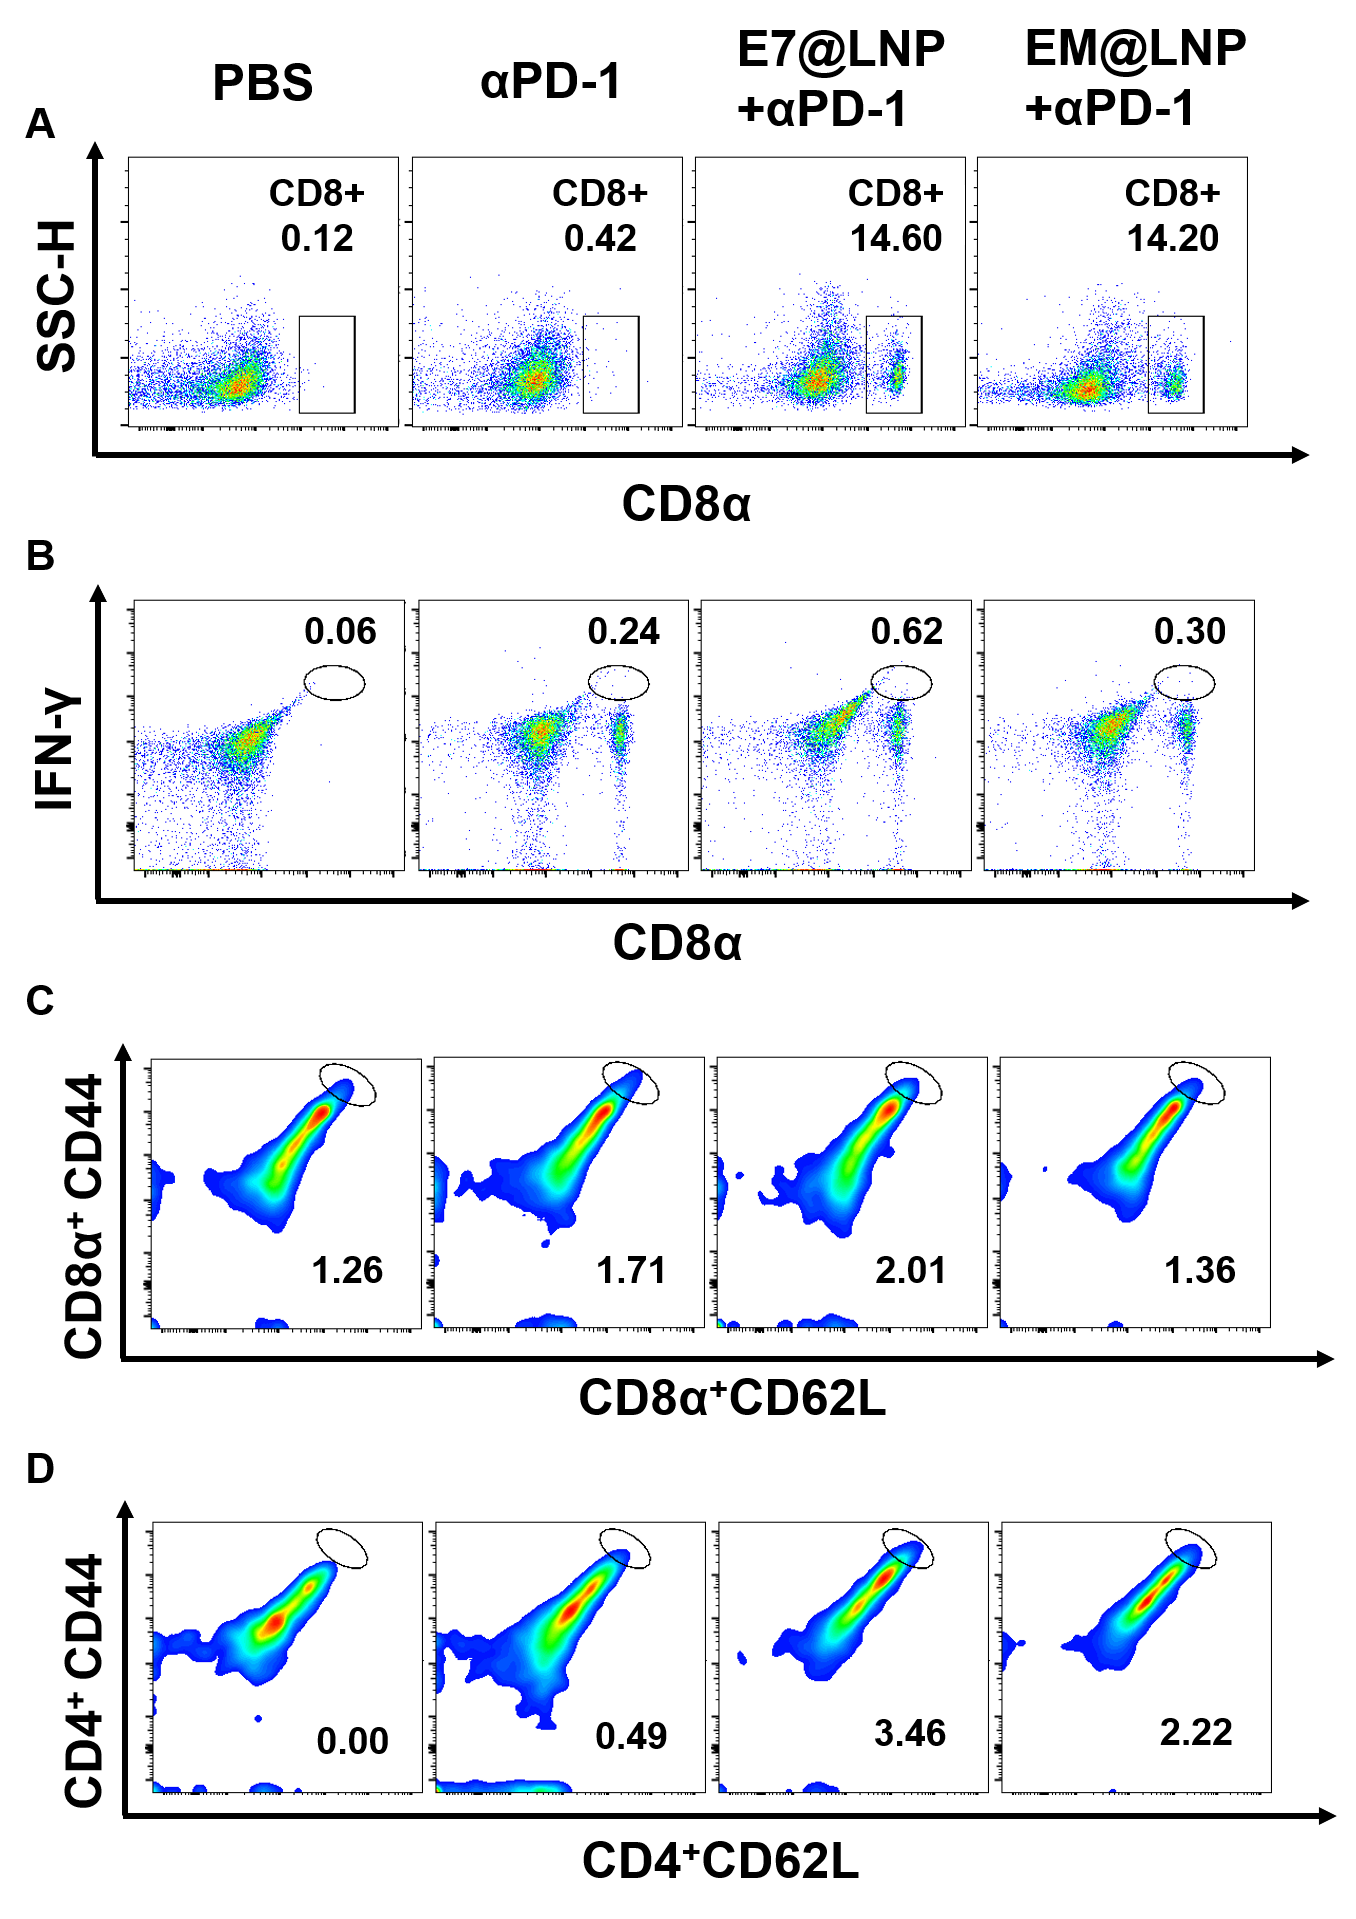 PBS
αPD-1
E7@LNP
+αPD-1
EM@LNP
+αPD-1
A
SSC-H
CD8+
0.12
CD8+
0.42
CD8+
14.60
CD8+
14.20
CD8α
B
IFN-γ
0.06
0.24
0.62
0.30
CD8α
C
CD8α⁺ CD44
1.26
1.71
2.01
1.36
CD8α⁺CD62L
D
CD4⁺ CD44
0.00
0.49
3.46
2.22
CD4⁺CD62L